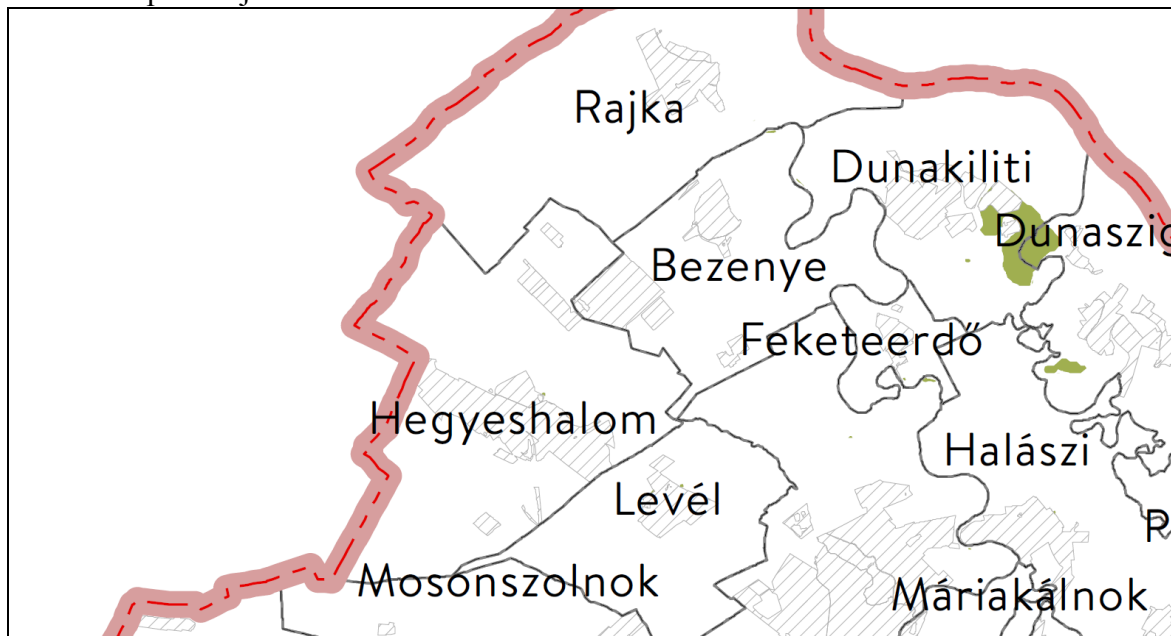 Rajka
Dunakiliti
Dunaszig
Bezenye
Feketeerdő
Hegyeshalom
Halászi
Levél
R
Mosonszolnok
Máriakálnok